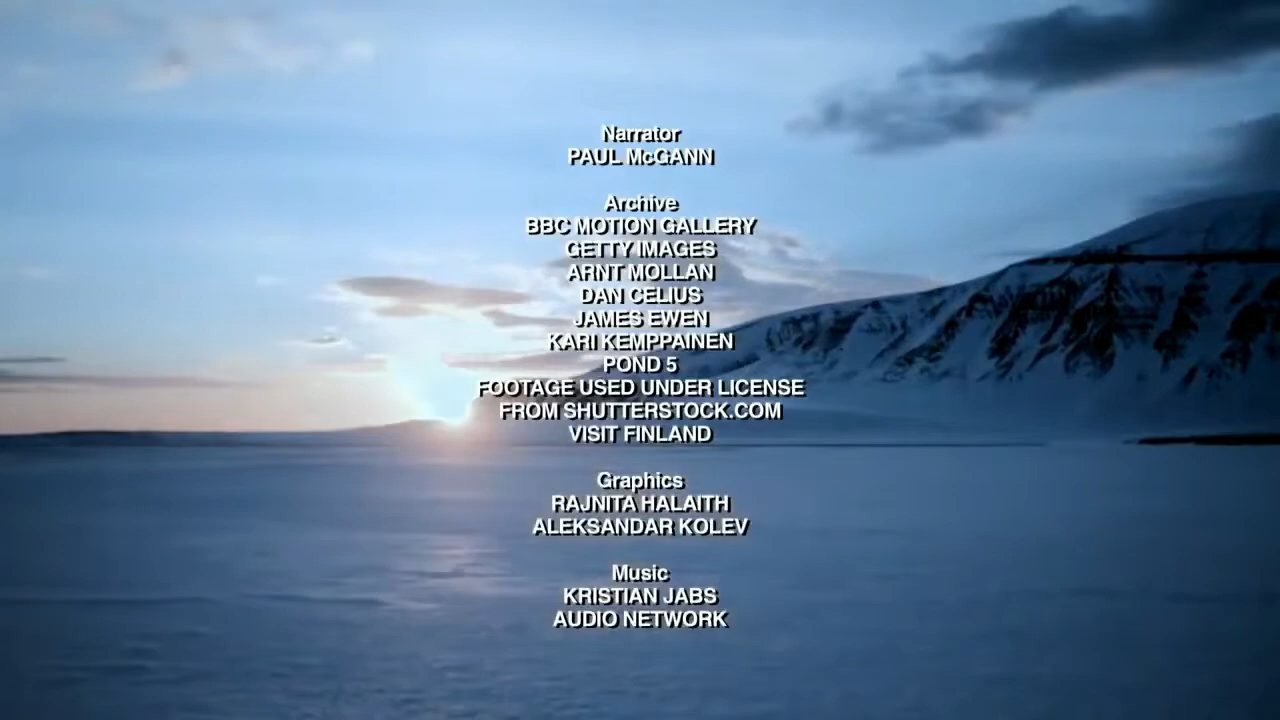 Narrator
PAUL McGANN
Archive
BBC MOTION GALLERY
GETTY IMAGES
ARNT MOLLAN
DAN CELIUS
JAMES EWEN
KARI KEMPPAINEN
POND 5
FOOTAGE USED UNDER LICENSE
FROM SHUTTERSTOCK.COM
VISIT FINLAND
Graphics
RAJNITA HALAITH
ALEKSANDAR KOLEV
Music
KRISTIAN JABS
AUDIO NETWORK